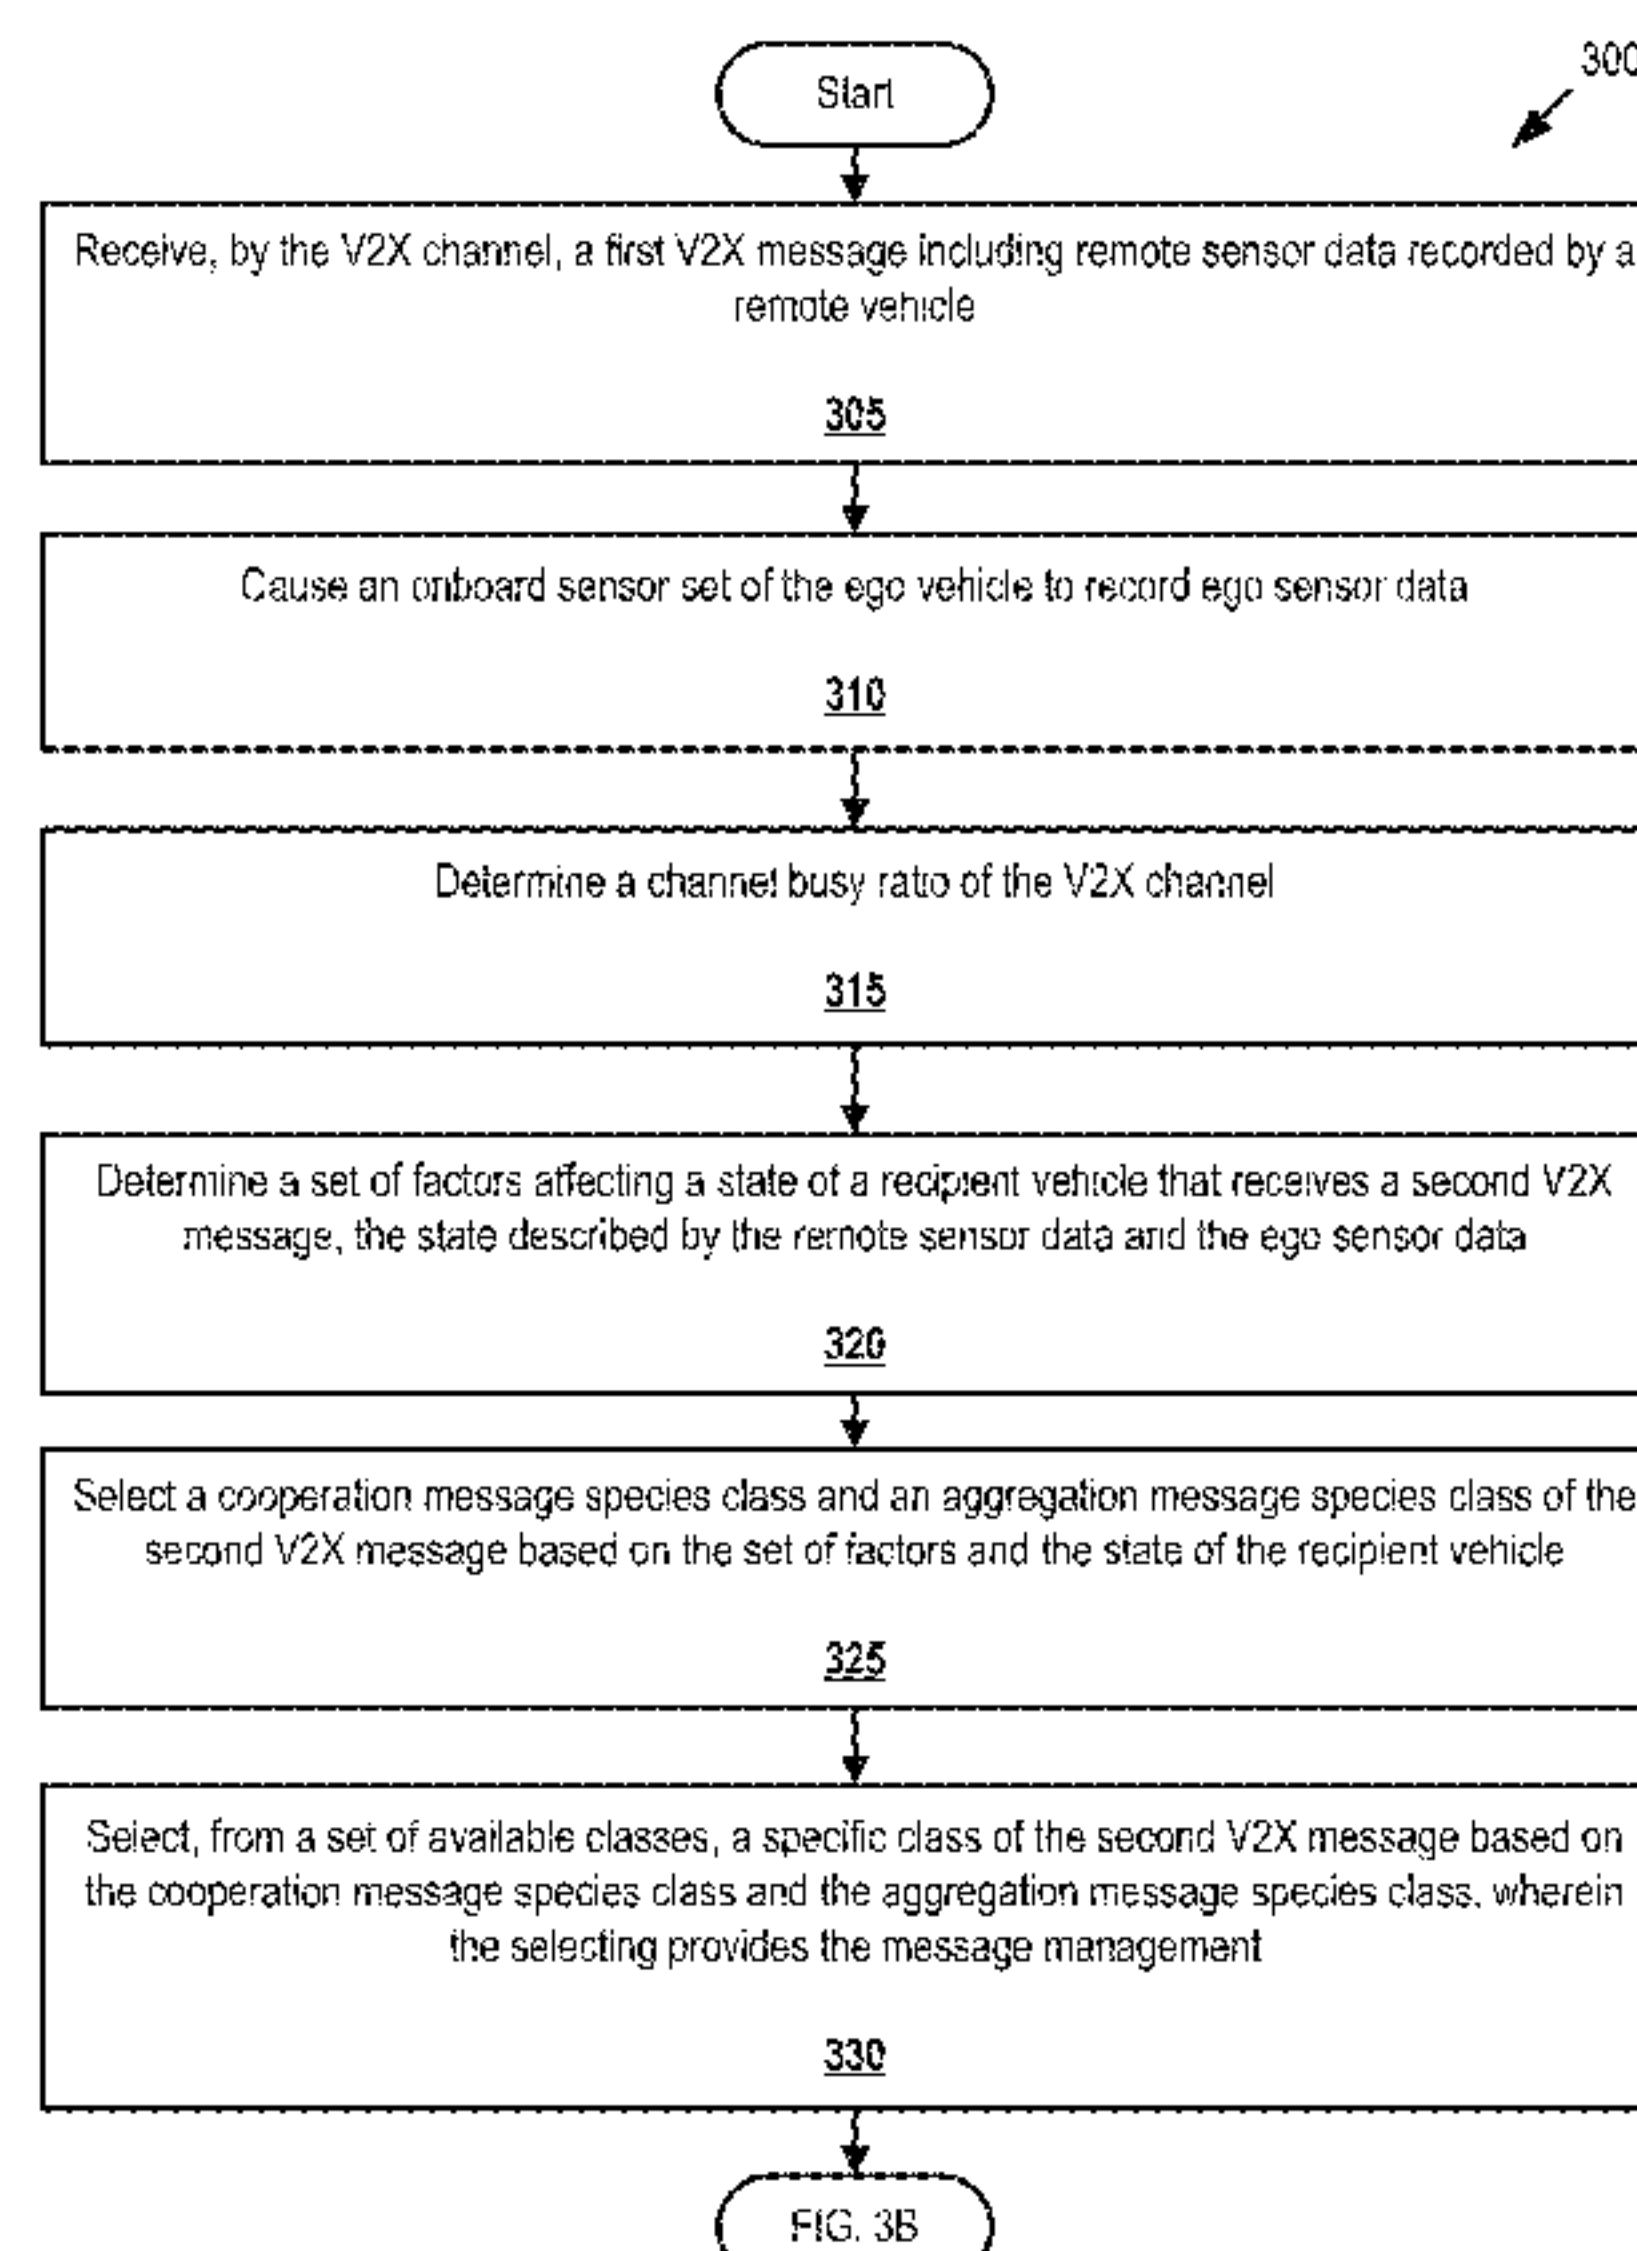 Start
300
Receive, by the V2X channel, a first V2X message including remote sensor data recorded by a
remote vehicle
305
Cause an onboard sensor set of the ego vehicle to record ego sensor data
310
Determine a channel busy ratio of the V2X channel
315
Determine a set of factors affecting a state of a recipient vehicle that receives a second V2X
message, the state described by the remote sensor data and the ego sensor data
320
Select a cooperation message species class and an aggregation message species class of the
second V2X message based on the set of factors and the state of the recipient vehicle
325
Select, from a set of available classes, a specific class of the second V2X message based on
the cooperation message species class and the aggregation message species class, wherein
the selecting provides the message management
330
FIG. 3B